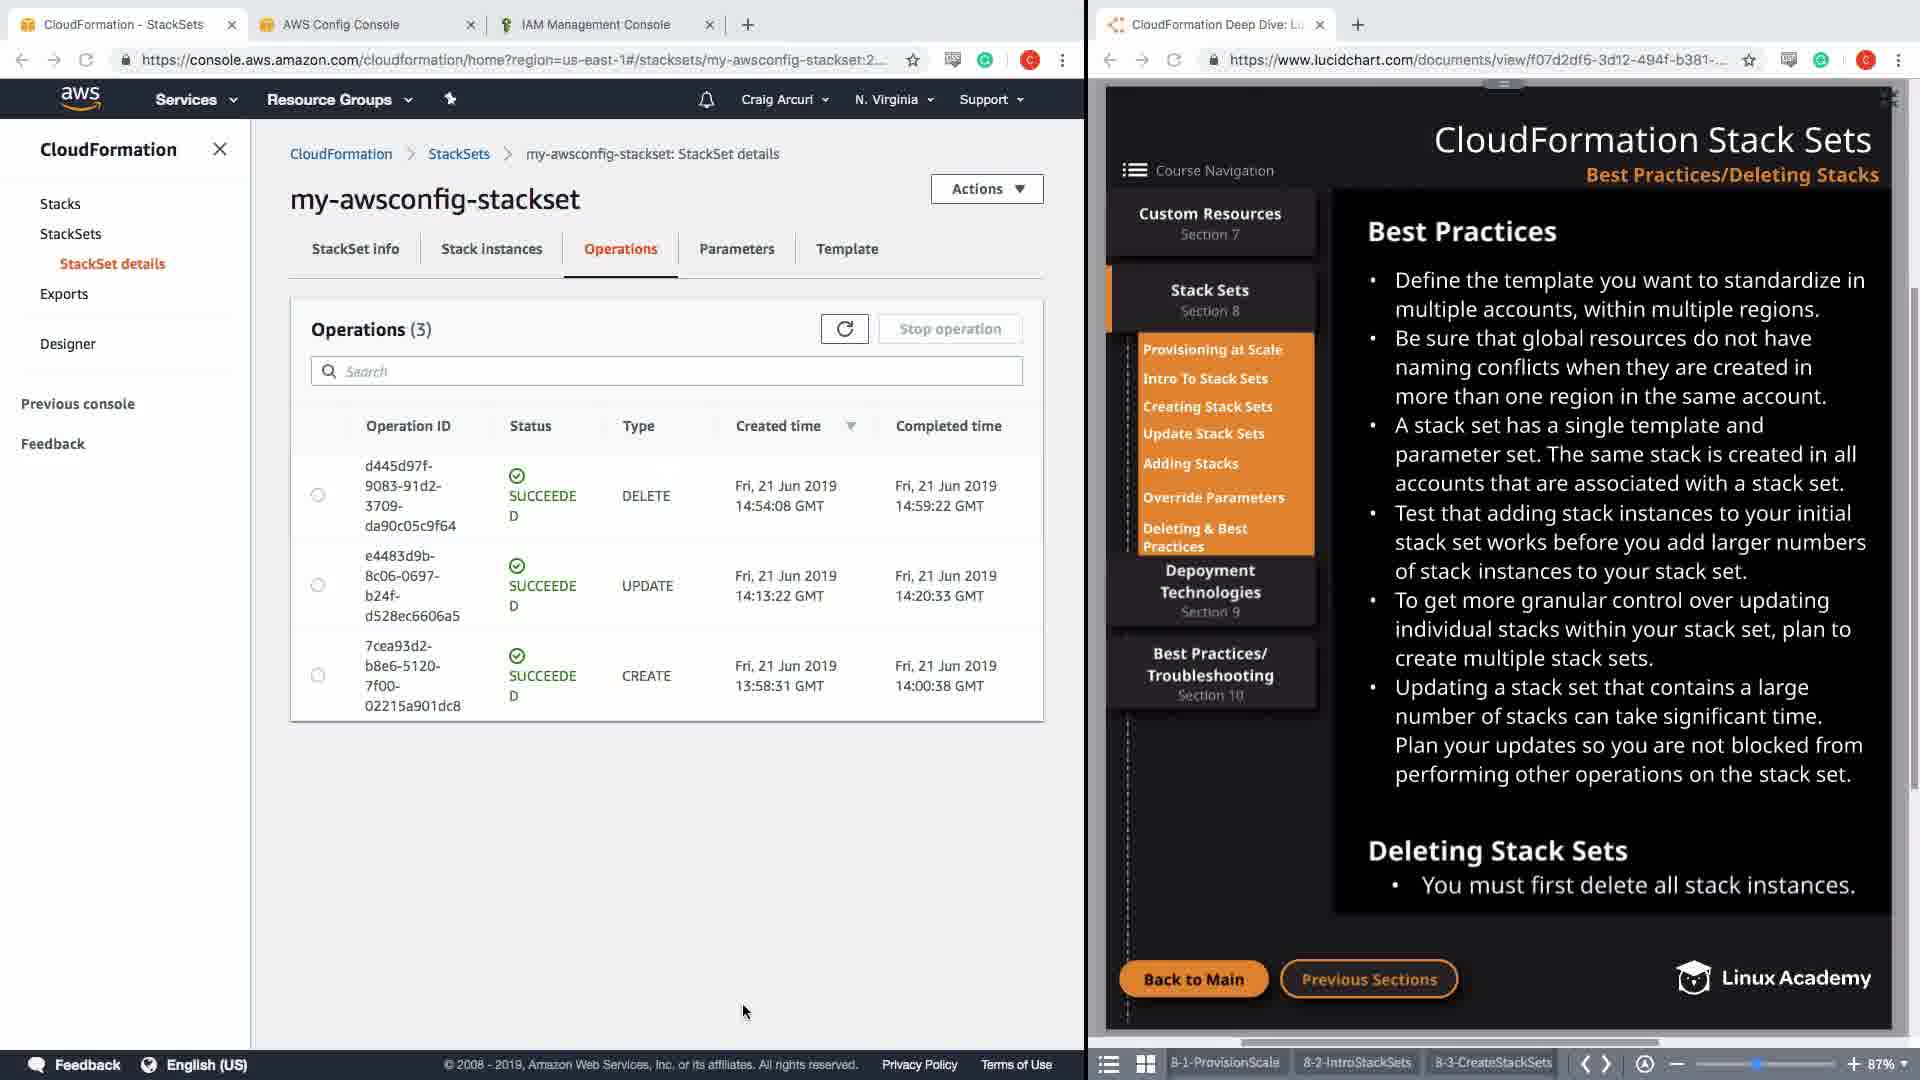 CloudFormation - StackSets
AWS Config Console
IAM Management Console
https://console.aws.amazon.com/cloudformation/home?region=us-east-1#/stacksets/my-awsconfig-stackset:2...
C
aws
Services
Resource Groups
Craig Arcuri
N. Virginia
Support
CloudFormation
Stacks
StackSets
StackSet details
Exports
Designer
Previous console
Feedback
CloudFormation
StackSets
my-awsconfig-stackset: StackSet details
my-awsconfig-stackset
Actions
StackSet info
Stack instances
Operations
Parameters
Template
Operations (3)
Stop operation
Search
Operation ID
Status
Type
Created time
Completed time
d445d97f-
9083-91d2-
3709-
da90c05c9f64
SUCCEEDE
D
DELETE
Fri, 21 Jun 2019
14:54:08 GMT
Fri, 21 Jun 2019
14:59:22 GMT
e4483d9b-
8c06-0697-
b24f-
d528ec6606a5
SUCCEEDE
D
UPDATE
Fri, 21 Jun 2019
14:13:22 GMT
Fri, 21 Jun 2019
14:20:33 GMT
7cea93d2-
b8e6-5120-
7f00-
02215a901dc8
SUCCEEDE
D
CREATE
Fri, 21 Jun 2019
13:58:31 GMT
Fri, 21 Jun 2019
14:00:38 GMT
Feedback
English (US)
© 2008 - 2019, Amazon Web Services, Inc. or its affiliates. All rights reserved.
Privacy Policy
Terms of Use
CloudFormation Deep Dive: Lu
https://www.lucidchart.com/documents/view/f07d2df6-3d12-494f-b381-...
C
CloudFormation Stack Sets
Best Practices/Deleting Stacks
Course Navigation
Custom Resources
Section 7
Stack Sets
Section 8
Provisioning at Scale
Intro To Stack Sets
Creating Stack Sets
Update Stack Sets
Adding Stacks
Override Parameters
Deleting & Best
Practices
Depoyment
Technologies
Section 9
Best Practices/
Troubleshooting
Section 10
Best Practices
• Define the template you want to standardize in
multiple accounts, within multiple regions.
• Be sure that global resources do not have
naming conflicts when they are created in
more than one region in the same account.
• A stack set has a single template and
parameter set. The same stack is created in all
accounts that are associated with a stack set.
• Test that adding stack instances to your initial
stack set works before you add larger numbers
of stack instances to your stack set.
• To get more granular control over updating
individual stacks within your stack set, plan to
create multiple stack sets.
• Updating a stack set that contains a large
number of stacks can take significant time.
Plan your updates so you are not blocked from
performing other operations on the stack set.
Deleting Stack Sets
• You must first delete all stack instances.
Back to Main
Previous Sections
Linux Academy
8-1-ProvisionScale
8-2-IntroStackSets
8-3-CreateStackSets
87%